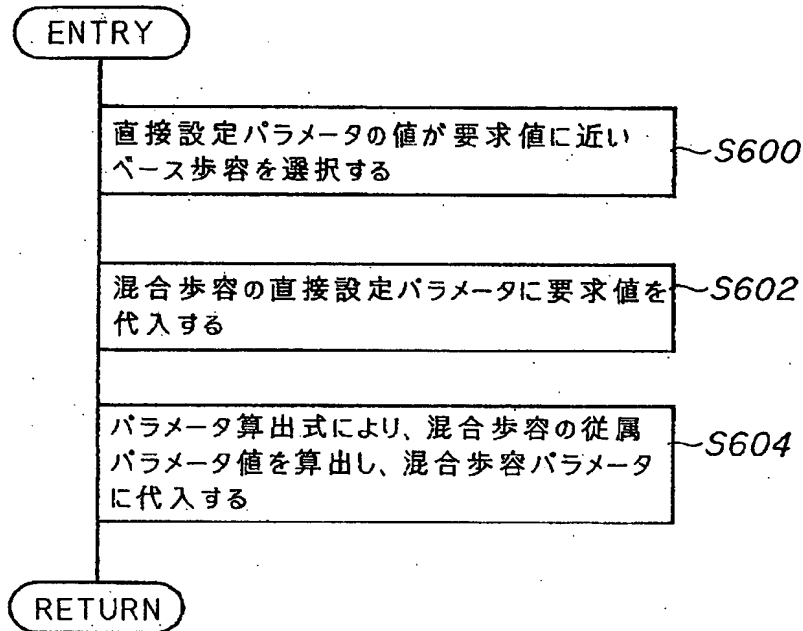 ENTRY
直接設定パラメータの値が要求値に近い
ベース歩容を選択する
S600
混合歩容の直接設定パラメータに要求値を
代入する
S602
パラメータ算出式により、混合歩容の従属
パラメータ値を算出し、混合歩容パラメータ
に代入する
S604
RETURN